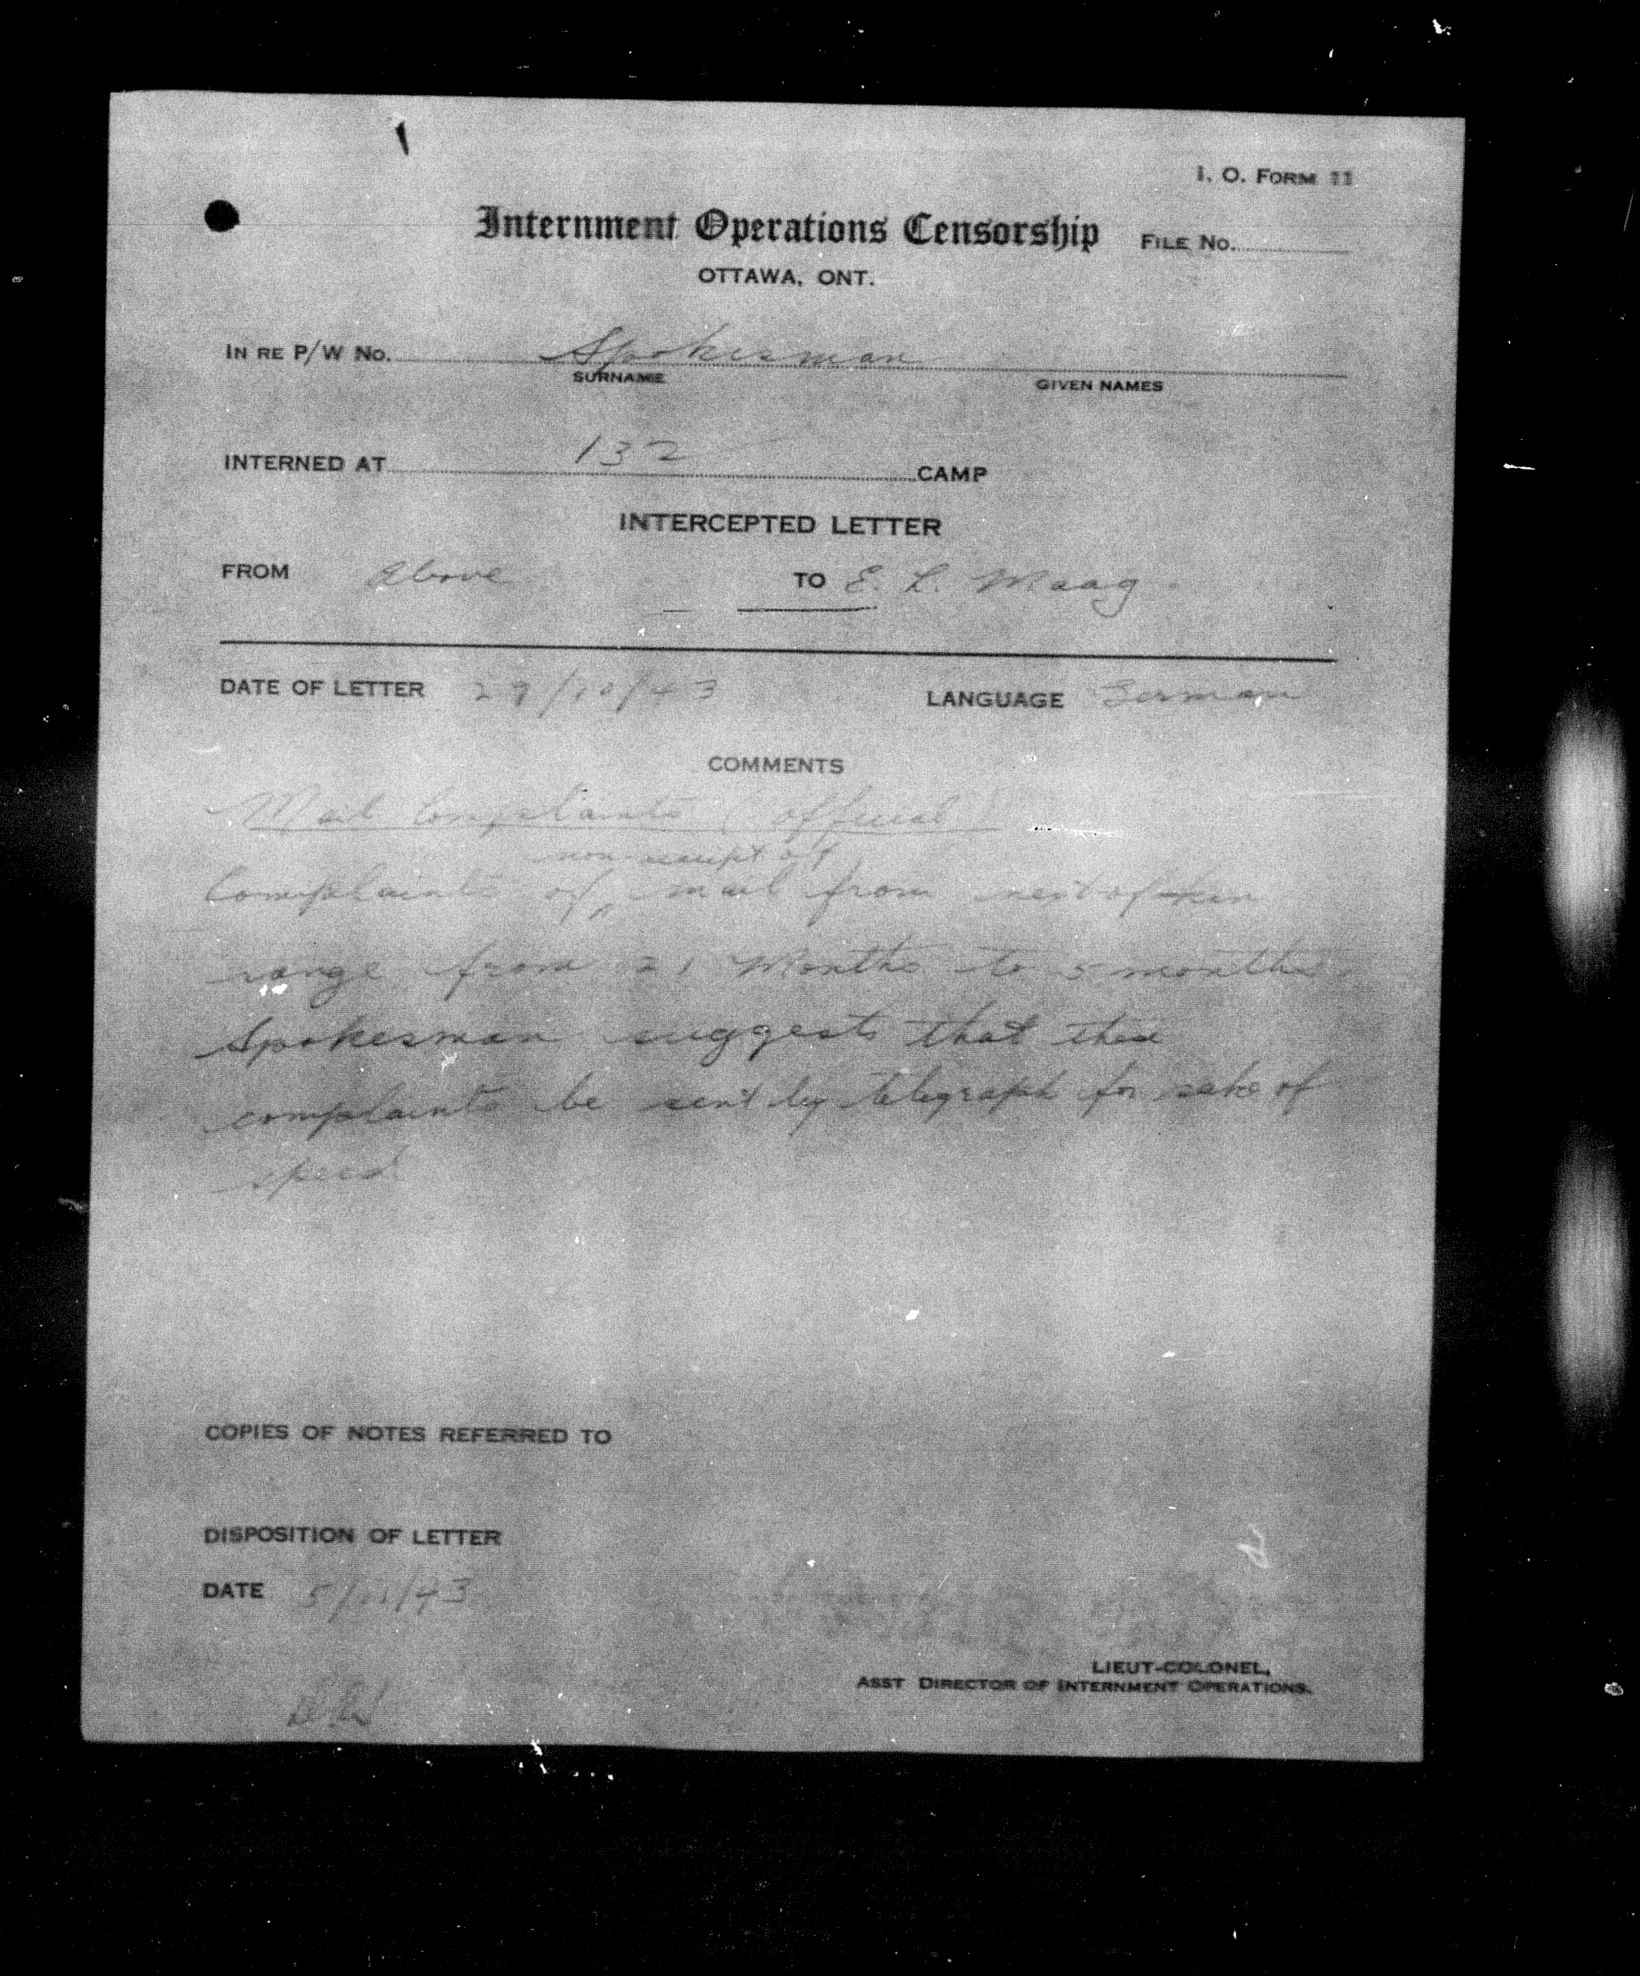 I. O. FORM 11
Internment Operations Censorship FILE No.
OTTAWA, ONT.
IN RE P/W No. Spokesman
SURNAME GIVEN NAMES
INTERNED AT 132 CAMP
INTERCEPTED LETTER
FROM above TO E. L. Maag
DATE OF LETTER 29/10/43 LANGUAGE German
COMMENTS
Mail Complaints (official)
non-receipt of
Complaints of mail from next of kin
range from 21 months to 5 months.
Spokesman suggests that these
complaints be sent by telegraph for sake of
speed
COPIES OF NOTES REFERRED TO
DISPOSITION OF LETTER
DATE 5/11/43
LIEUT-COLONEL,
ASST DIRECTOR OF INTERNMENT OPERATIONS.